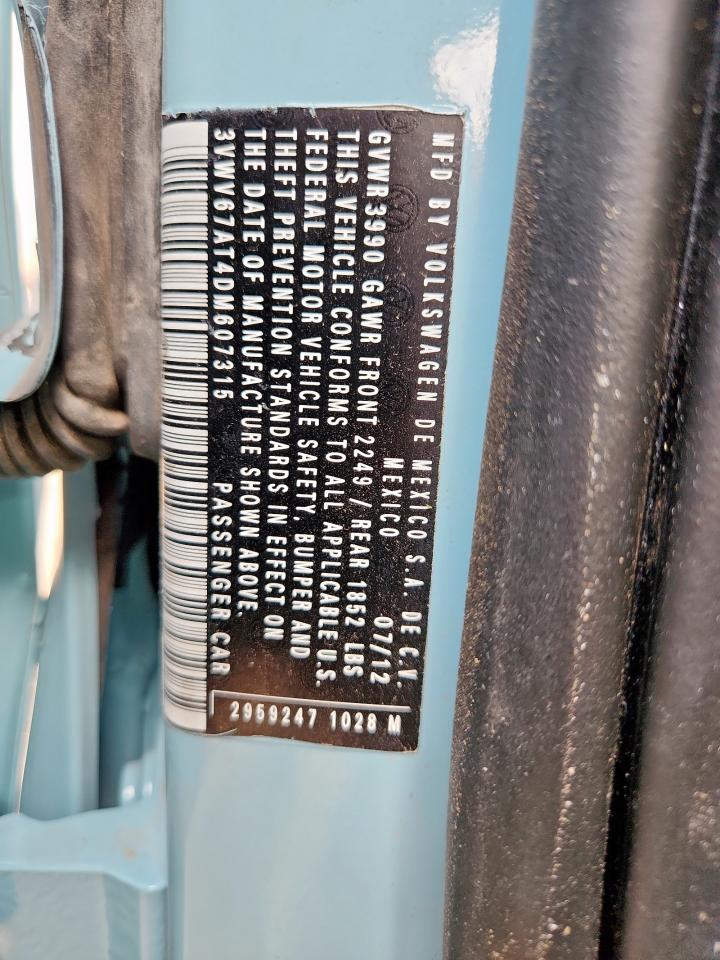 MFD BY VOLKSWAGEN DE MEXICO S.A. DE C.V.
MEXICO 07/12
GVWR 3990 GAWR FRONT 2249 / REAR 1852 LBS
THIS VEHICLE CONFORMS TO ALL APPLICABLE U.S.
FEDERAL MOTOR VEHICLE SAFETY, BUMPER AND
THEFT PREVENTION STANDARDS IN EFFECT ON
THE DATE OF MANUFACTURE SHOWN ABOVE
3VWV67AT4DM607315 PASSENGER CAR
2959247 1028 M